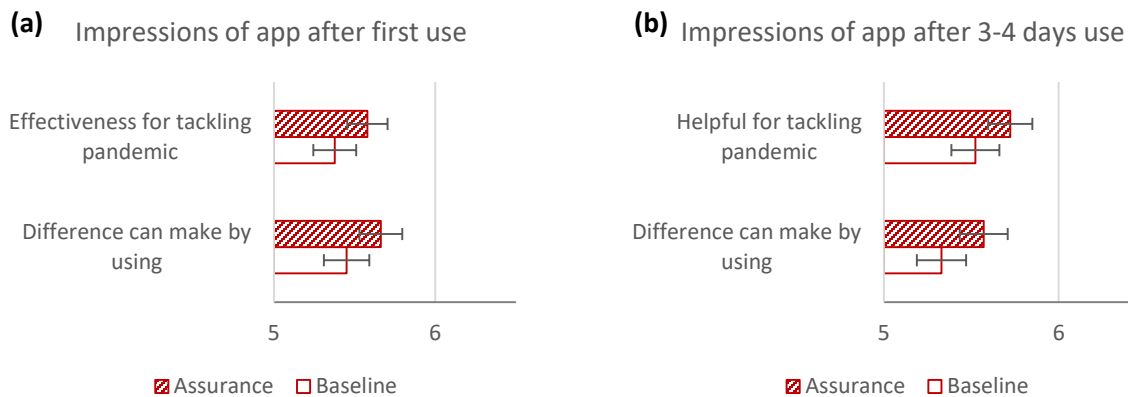 (a) Impressions of app after first use
Effectiveness for tackling
pandemic
Difference can make by
using
5 6
Assurance Baseline
(b) Impressions of app after 3-4 days use
Helpful for tackling
pandemic
Difference can make by
using
5 6
Assurance Baseline